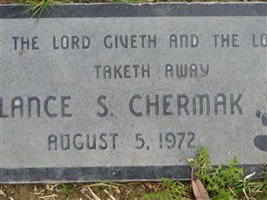 THE LORD GIVETH AND THE LO
TAKETH AWAY
LANCE S. CHERMAK
AUGUST 5, 1972